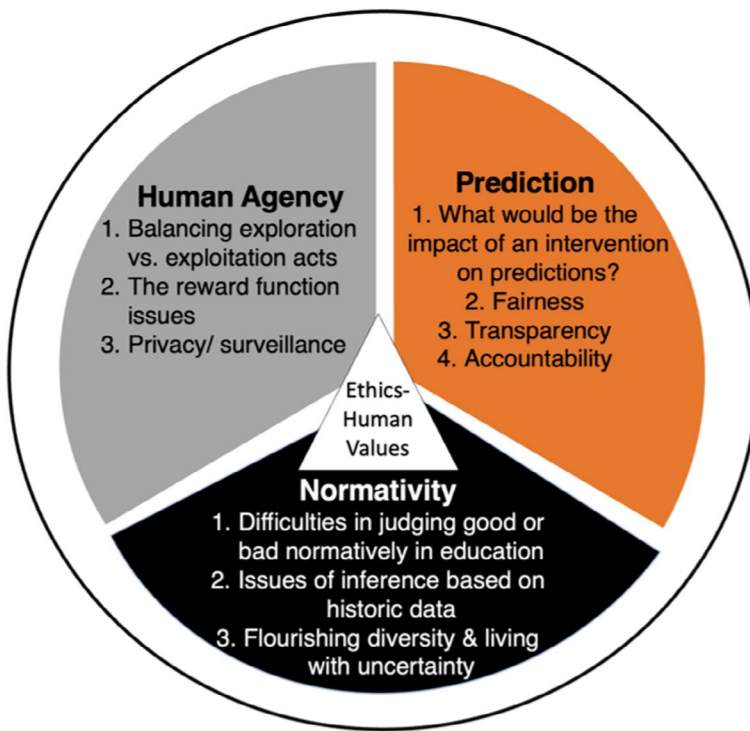 Human Agency
1. Balancing exploration
vs. exploitation acts
2. The reward function
issues
3. Privacy/ surveillance
Prediction
1. What would be the
impact of an intervention
on predictions?
2. Fairness
3. Transparency
4. Accountability
Ethics-
Human
Values
Normativity
1. Difficulties in judging good or
bad normatively in education
2. Issues of inference based on
historic data
3. Flourishing diversity & living
with uncertainty